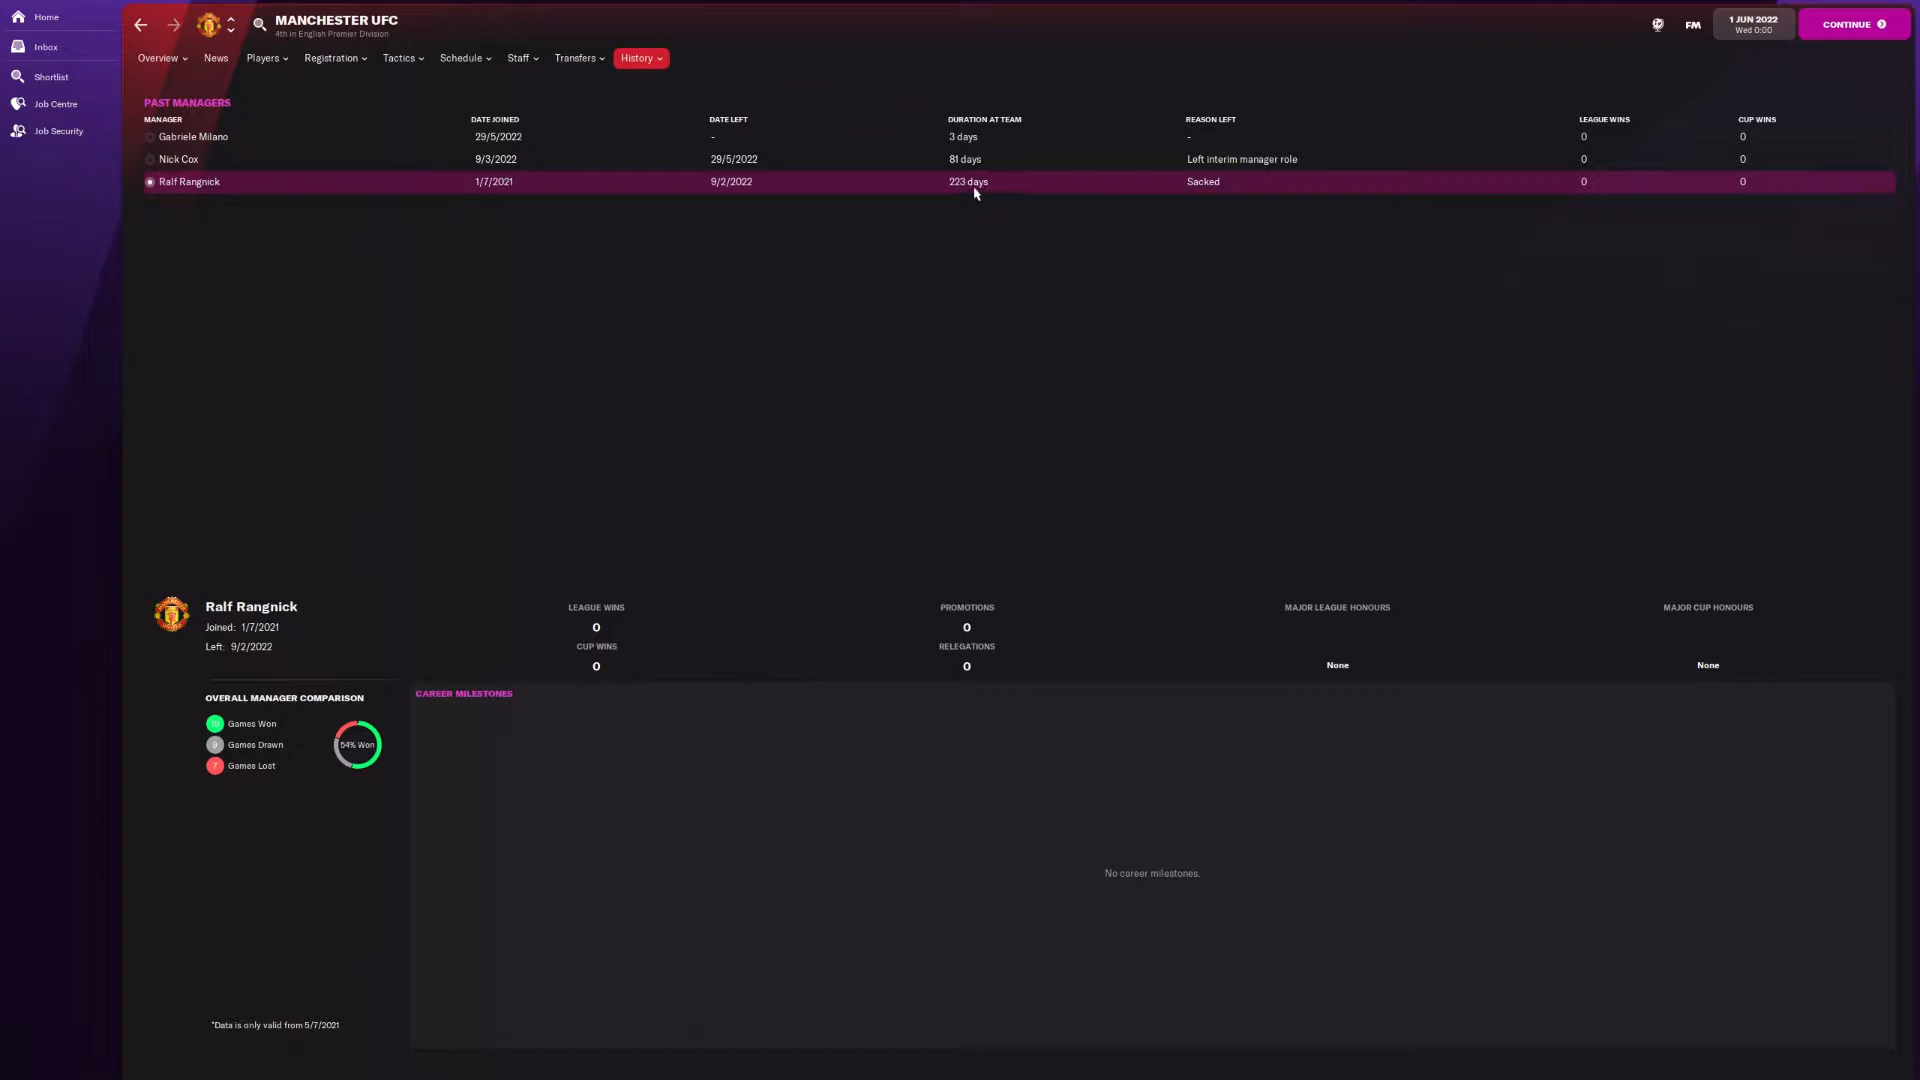 Home
Inbox
Shortlist
Job Centre
Job Security
MANCHESTER UFC
4th in English Premier Division
FM
1 JUN 2022
Wed 0:00
CONTINUE
Overview News Players Registration Tactics Schedule Staff Transfers History
PAST MANAGERS
MANAGER DATE JOINED DATE LEFT DURATION AT TEAM REASON LEFT LEAGUE WINS CUP WINS
Gabriele Milano 29/5/2022 - 3 days - 0 0
Nick Cox 9/3/2022 29/5/2022 81 days Left interim manager role 0 0
Ralf Rangnick 1/7/2021 9/2/2022 223 days Sacked 0 0
Ralf Rangnick
Joined: 1/7/2021
Left: 9/2/2022
LEAGUE WINS PROMOTIONS MAJOR LEAGUE HONOURS MAJOR CUP HONOURS
0 0
CUP WINS RELEGATIONS
0 0 None None
OVERALL MANAGER COMPARISON
19 Games Won
9 Games Drawn
7 Games Lost
54% Won
*Data is only valid from 5/7/2021
CAREER MILESTONES
No career milestones.